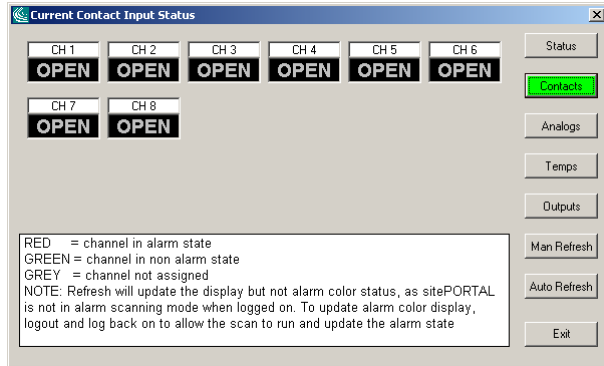 Current Contact Input Status
CH 1 CH 2 CH 3 CH 4 CH 5 CH 6
OPEN OPEN OPEN OPEN OPEN OPEN
CH 7 CH 8
OPEN OPEN
Status
Contacts
Analogs
Temps
Outputs
Man Refresh
Auto Refresh
Exit
RED = channel in alarm state
GREEN = channel in non alarm state
GREY = channel not assigned
NOTE: Refresh will update the display but not alarm color status, as sitePORTAL
is not in alarm scanning mode when logged on. To update alarm color display,
logout and log back on to allow the scan to run and update the alarm state